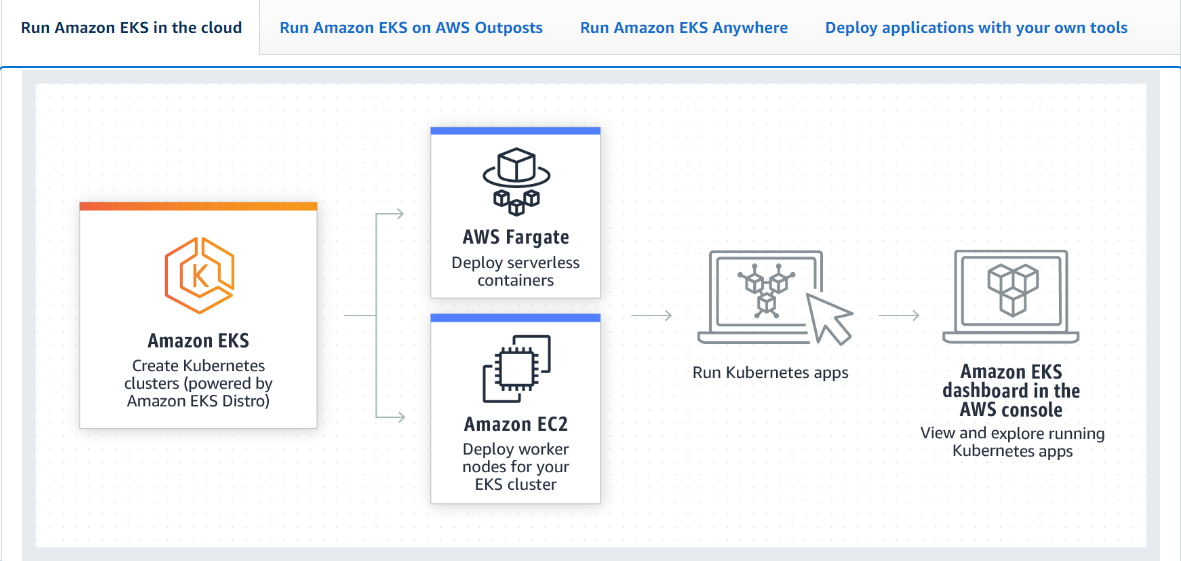 Run Amazon EKS in the cloud
Run Amazon EKS on AWS Outposts
Run Amazon EKS Anywhere
Deploy applications with your own tools
K
Amazon EKS
Create Kubernetes
clusters (powered by
Amazon EKS Distro)
AWS Fargate
Deploy serverless
containers
Amazon EC2
Deploy worker
nodes for your
EKS cluster
Run Kubernetes apps
Amazon EKS
dashboard in the
AWS console
View and explore running
Kubernetes apps